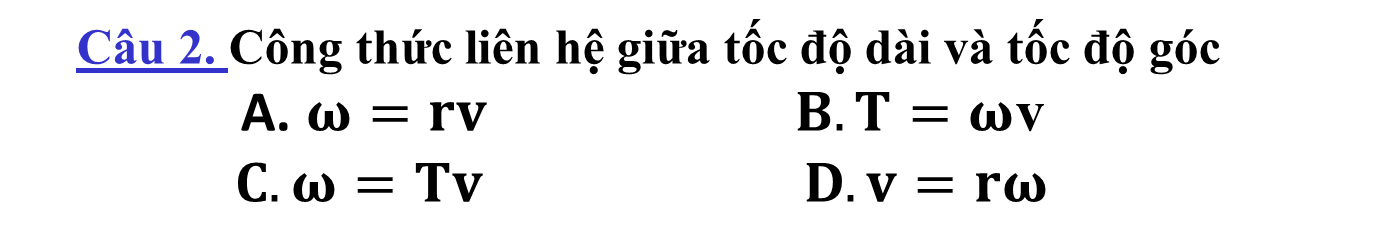 Câu 2. Công thức liên hệ giữa tốc độ dài và tốc độ góc
A. ω = rv B. T = ωv
C. ω = Tv D. v = rω